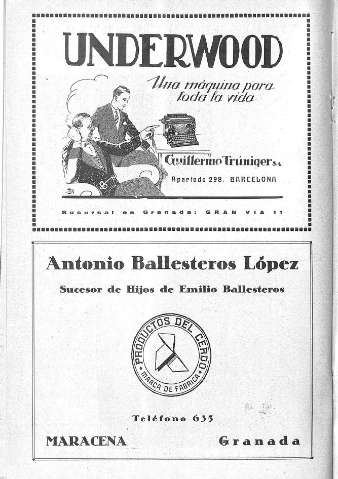 UNDERWOOD
Una máquina para
toda la vida
Guillermo Trúniger S.A.
Apartado 298, BARCELONA
Sucursal en Granada: GRAN VIA 11
Antonio Ballesteros López
Sucesor de Hijos de Emilio Ballesteros
PRODUCTOS DEL CERDO
MARCA DE FABRICA
Teléfono 635
MARACENA Granada